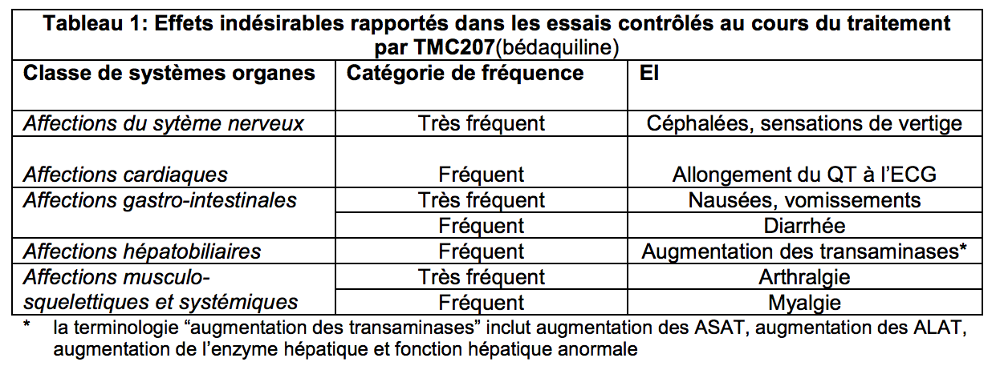 Tableau 1: Effets indésirables rapportés dans les essais contrôlés au cours du traitement
par TMC207(bédaquiline)
Classe de systèmes organes Catégorie de fréquence EI
Affections du sytème nerveux Très fréquent Céphalées, sensations de vertige
Affections cardiaques Fréquent Allongement du QT à l’ECG
Affections gastro-intestinales Très fréquent Nausées, vomissements
Fréquent Diarrhée
Affections hépatobiliaires Fréquent Augmentation des transaminases*
Affections musculo- Très fréquent Arthralgie
squelettiques et systémiques Fréquent Myalgie
* la terminologie “augmentation des transaminases” inclut augmentation des ASAT, augmentation des ALAT,
augmentation de l’enzyme hépatique et fonction hépatique anormale